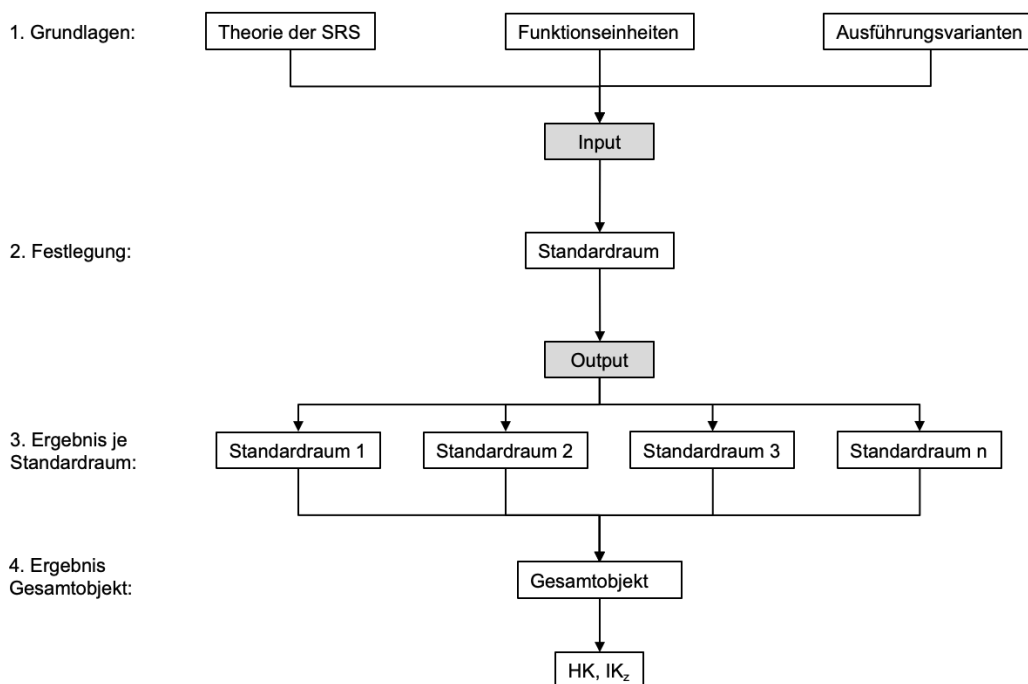 1. Grundlagen:
Theorie der SRS
Funktionseinheiten
Ausführungsvarianten
Input
2. Festlegung:
Standardraum
Output
3. Ergebnis je
Standardraum:
Standardraum 1
Standardraum 2
Standardraum 3
Standardraum n
4. Ergebnis
Gesamtobjekt:
Gesamtobjekt
HK, IKz